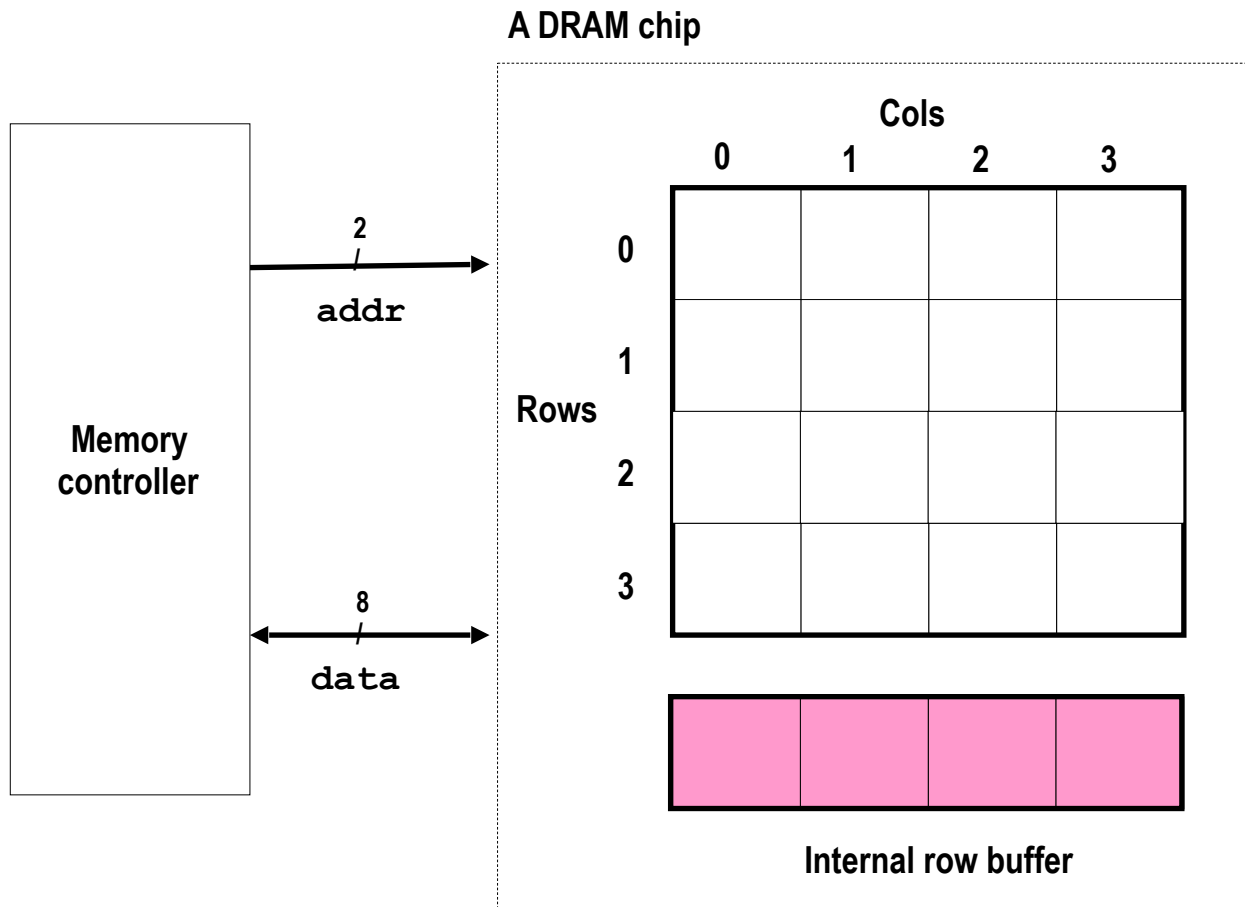 A DRAM chip
Cols
0 1 2 3
2
0
addr
1
Rows
Memory
controller
2
3
8
data
Internal row buffer